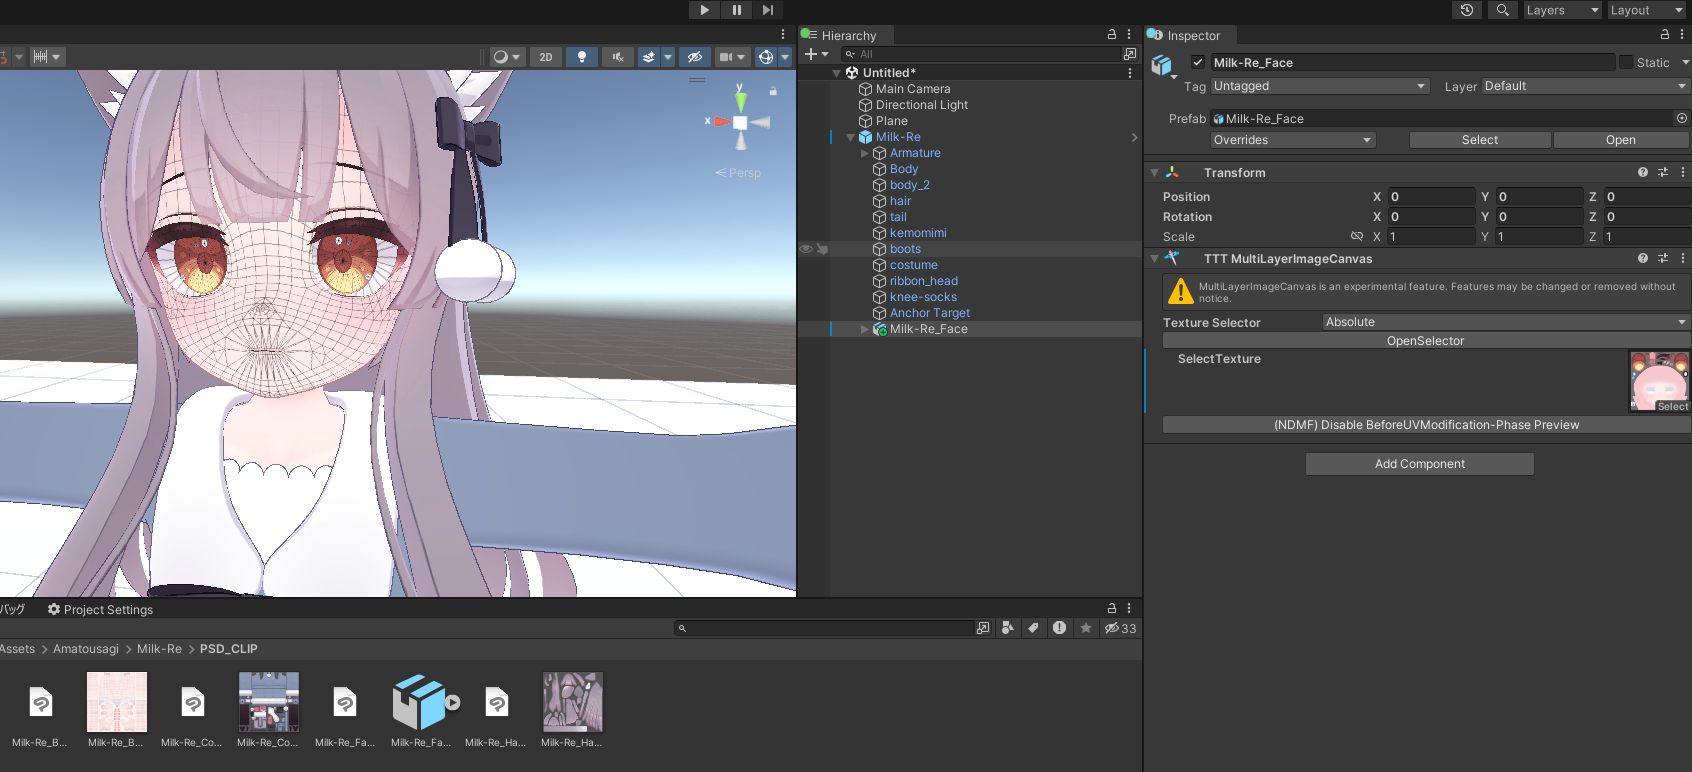 Layers
Layout
2D
y
x
Persp
Hierarchy
All
Untitled*
Main Camera
Directional Light
Plane
Milk-Re
Armature
Body
body_2
hair
tail
kemomimi
boots
costume
ribbon_head
knee-socks
Anchor Target
Milk-Re_Face
Inspector
Milk-Re_Face
Static
Tag Untagged
Layer Default
Prefab Milk-Re_Face
Overrides
Select
Open
Transform
Position X 0 Y 0 Z 0
Rotation X 0 Y 0 Z 0
Scale X 1 Y 1 Z 1
TTT MultiLayerImageCanvas
MultiLayerImageCanvas is an experimental feature. Features may be changed or removed without
notice.
Texture Selector Absolute
OpenSelector
SelectTexture
Select
(NDMF) Disable BeforeUVModification-Phase Preview
Add Component
バッグ
Project Settings
33
Assets > Amatousagi > Milk-Re > PSD_CLIP
Milk-Re_B...
Milk-Re_B...
Milk-Re_Co...
Milk-Re_Co...
Milk-Re_Fa...
Milk-Re_Fa...
Milk-Re_Ha...
Milk-Re_Ha...